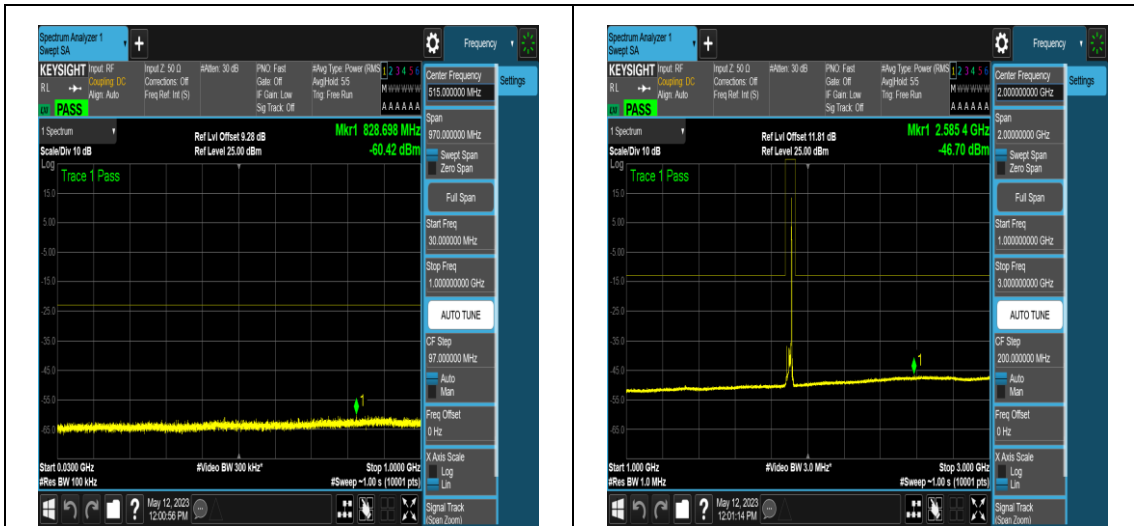 Spectrum Analyzer 1
Swept SA
Frequency
KEYSIGHT
Input: RF
Coupling: DC
Align: Auto
Input Z: 50 Ω
Corrections: Off
Freq Ref: Int (S)
#Atten: 30 dB
PNO: Fast
Gate: Off
IF Gain: Low
Sig Track: Off
#Avg Type: Power (RMS
Avg|Hold: 5/5
Trig: Free Run
1 2 3 4 5 6
M W W W W W
A A A A A A
RL
PASS
Center Frequency
515.000000 MHz
Settings
1 Spectrum
Scale/Div 10 dB
Ref Lvl Offset 9.28 dB
Ref Level 25.00 dBm
Mkr1 828.698 MHz
-60.42 dBm
Log
Trace 1 Pass
15.0
5.00
-5.00
-15.0
-25.0
-35.0
-45.0
-55.0
-65.0
1
Span
970.000000 MHz
Swept Span
Zero Span
Full Span
Start Freq
30.000000 MHz
Stop Freq
1.000000000 GHz
AUTO TUNE
CF Step
97.000000 MHz
Auto
Man
Freq Offset
0 Hz
X Axis Scale
Log
Lin
Signal Track
(Span Zoom)
Start 0.0300 GHz
#Res BW 100 kHz
#Video BW 300 kHz*
Stop 1.0000 GHz
#Sweep ~1.00 s (10001 pts)
May 12, 2023
12:00:56 PM
Spectrum Analyzer 1
Swept SA
Frequency
KEYSIGHT
Input: RF
Coupling: DC
Align: Auto
Input Z: 50 Ω
Corrections: Off
Freq Ref: Int (S)
#Atten: 30 dB
PNO: Fast
Gate: Off
IF Gain: Low
Sig Track: Off
#Avg Type: Power (RMS
Avg|Hold: 5/5
Trig: Free Run
1 2 3 4 5 6
M W W W W W
A A A A A A
RL
PASS
Center Frequency
2.000000000 GHz
Settings
1 Spectrum
Scale/Div 10 dB
Ref Lvl Offset 11.81 dB
Ref Level 25.00 dBm
Mkr1 2.585 4 GHz
-46.70 dBm
Log
Trace 1 Pass
15.0
5.00
-5.00
-15.0
-25.0
-35.0
-45.0
-55.0
-65.0
1
Span
2.00000000 GHz
Swept Span
Zero Span
Full Span
Start Freq
1.000000000 GHz
Stop Freq
3.000000000 GHz
AUTO TUNE
CF Step
200.000000 MHz
Auto
Man
Freq Offset
0 Hz
X Axis Scale
Log
Lin
Signal Track
(Span Zoom)
Start 1.000 GHz
#Res BW 1.0 MHz
#Video BW 3.0 MHz*
Stop 3.000 GHz
#Sweep ~1.00 s (10001 pts)
May 12, 2023
12:01:14 PM